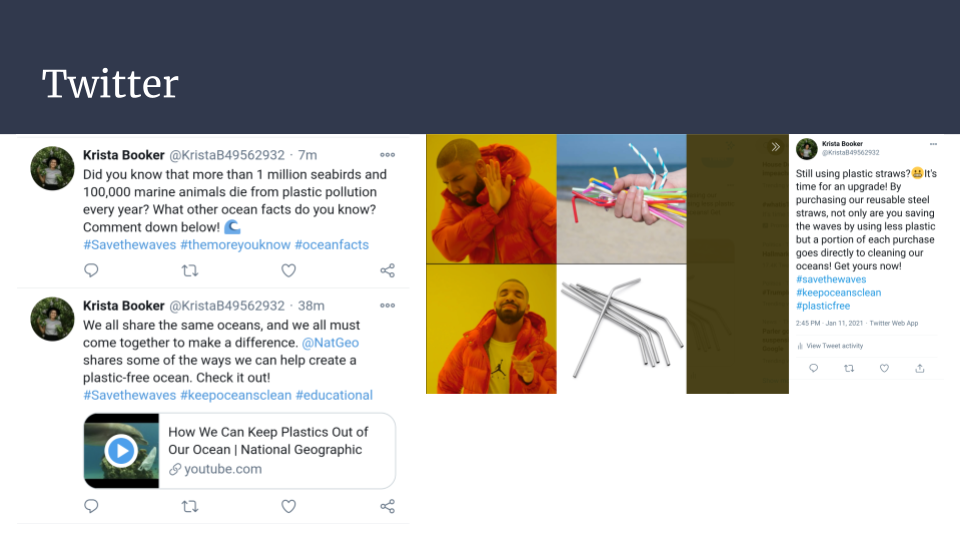 Twitter
Krista Booker @KristaB49562932 · 7m
Did you know that more than 1 million seabirds and
100,000 marine animals die from plastic pollution
every year? What other ocean facts do you know?
Comment down below! 🌊
#Savethewaves #themoreyouknow #oceanfacts
Krista Booker @KristaB49562932 · 38m
We all share the same oceans, and we all must
come together to make a difference. @NatGeo
shares some of the ways we can help create a
plastic-free ocean. Check it out!
#Savethewaves #keepoceansclean #educational
How We Can Keep Plastics Out of
Our Ocean | National Geographic
youtube.com
Krista Booker
@KristaB49562932
Still using plastic straws?😬It's
time for an upgrade! By
purchasing our reusable steel
straws, not only are you saving
the waves by using less plastic
but a portion of each purchase
goes directly to cleaning our
oceans! Get yours now!
#savethewaves
#keepoceansclean
#plasticfree
2:45 PM · Jan 11, 2021 · Twitter Web App
View Tweet activity